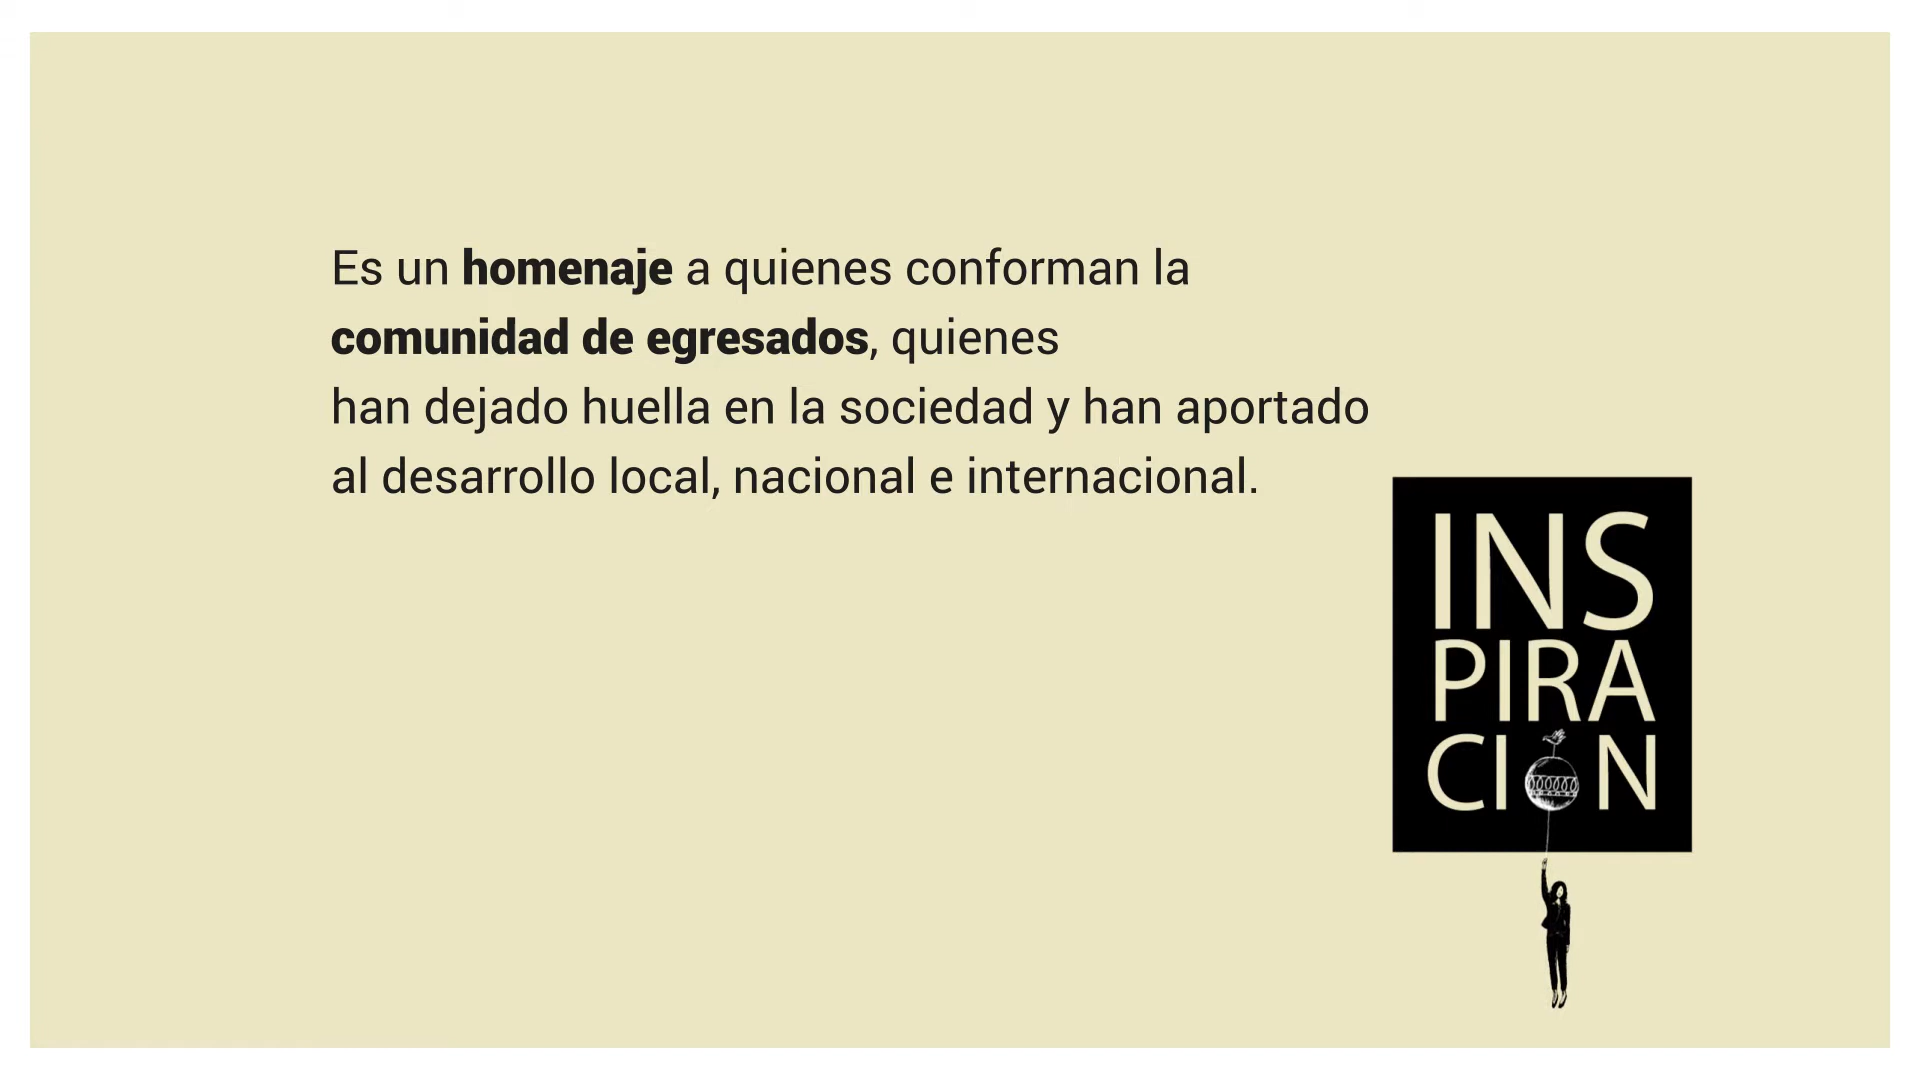 Es un homenaje a quienes conforman la
comunidad de egresados, quienes
han dejado huella en la sociedad y han aportado
al desarrollo local, nacional e internacional.
INS
PIRA
CIÓN